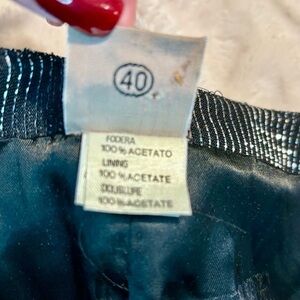 40
FODERA
100% ACETATO
LINING
100% ACETATE
DOUBLURE
100% ACETATE